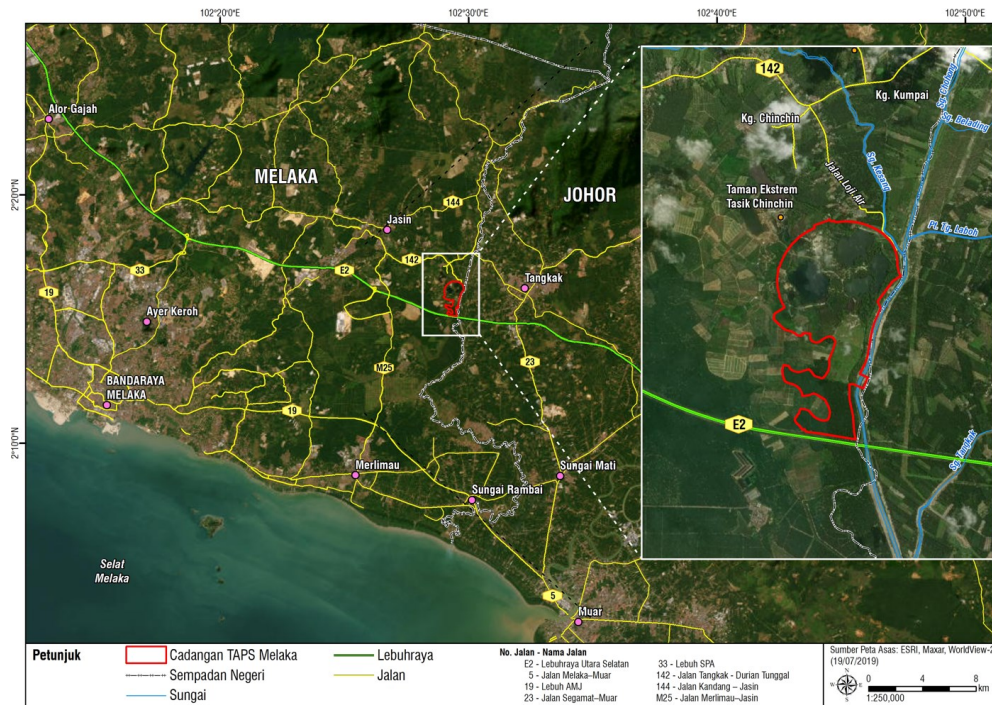 102°20'0"E
102°30'0"E
102°40'0"E
102°50'0"E
2°20'0"N
2°10'0"N
Alor Gajah
MELAKA
JOHOR
144
Jasin
142
E2
33
19
Ayer Keroh
Tangkak
23
M25
BANDARAYA
MELAKA
19
Merlimau
Sungai Mati
Sungai Rambai
Selat
Melaka
5
Muar
142
Kg. Kumpai
Kg. Chinchin
Sg. Chohong
Sg. Belading
Sg. Kesang
Jalan Loji Air
Taman Ekstrem
Tasik Chinchin
Pt. Tg. Laboh
E2
Sg Tangkak
Petunjuk
Cadangan TAPS Melaka
Sempadan Negeri
Sungai
Lebuhraya
Jalan
No. Jalan - Nama Jalan
E2 - Lebuhraya Utara Selatan
5 - Jalan Melaka–Muar
19 - Lebuh AMJ
23 - Jalan Segamat–Muar
33 - Lebuh SPA
142 - Jalan Tangkak - Durian Tunggal
144 - Jalan Kandang – Jasin
M25 - Jalan Merlimau–Jasin
Sumber Peta Asas: ESRI, Maxar, WorldView-2
(19/07/2019)
N
W
E
S
0 4 8
km
1:250,000